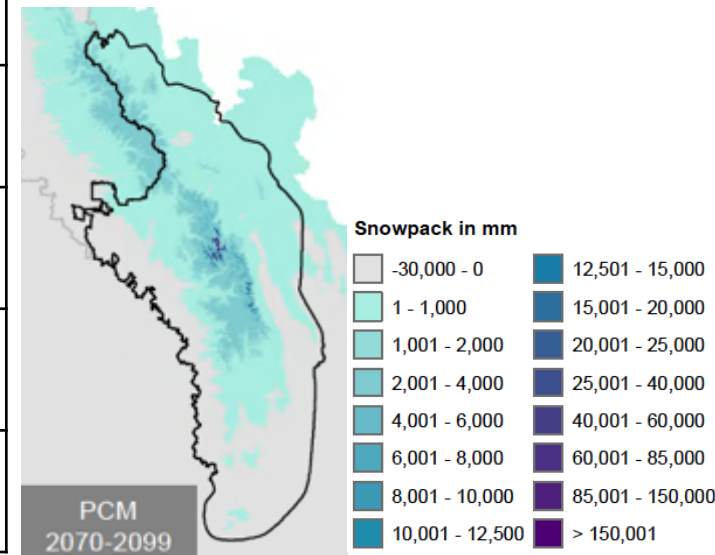 Snowpack in mm
-30,000 - 0
1 - 1,000
1,001 - 2,000
2,001 - 4,000
4,001 - 6,000
6,001 - 8,000
8,001 - 10,000
10,001 - 12,500
12,501 - 15,000
15,001 - 20,000
20,001 - 25,000
25,001 - 40,000
40,001 - 60,000
60,001 - 85,000
85,001 - 150,000
> 150,001
PCM
2070-2099